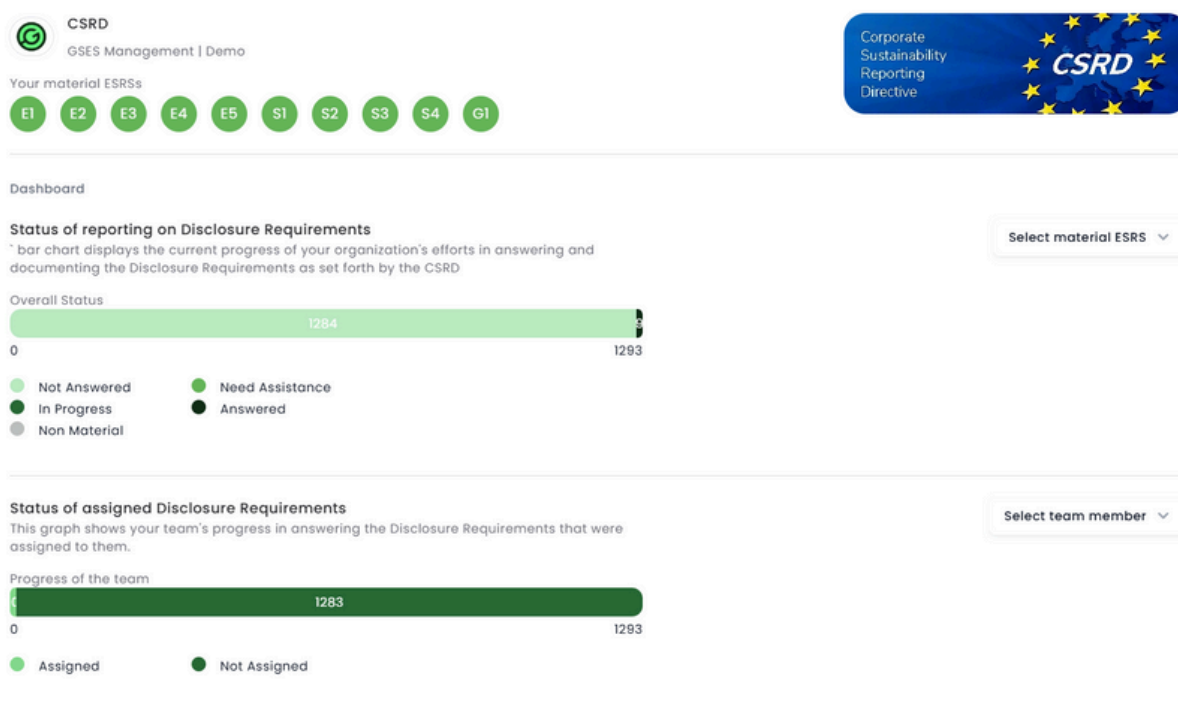 CSRD
GSES Management | Demo
Your material ESRSs
E1 E2 E3 E4 E5 S1 S2 S3 S4 G1
Corporate
Sustainability
Reporting
Directive
CSRD
Dashboard
Status of reporting on Disclosure Requirements
` bar chart displays the current progress of your organization's efforts in answering and
documenting the Disclosure Requirements as set forth by the CSRD
Select material ESRS
Overall Status
1284
0 1293
Not Answered Need Assistance
In Progress Answered
Non Material
Status of assigned Disclosure Requirements
This graph shows your team's progress in answering the Disclosure Requirements that were
assigned to them.
Select team member
Progress of the team
1283
0 1293
Assigned Not Assigned